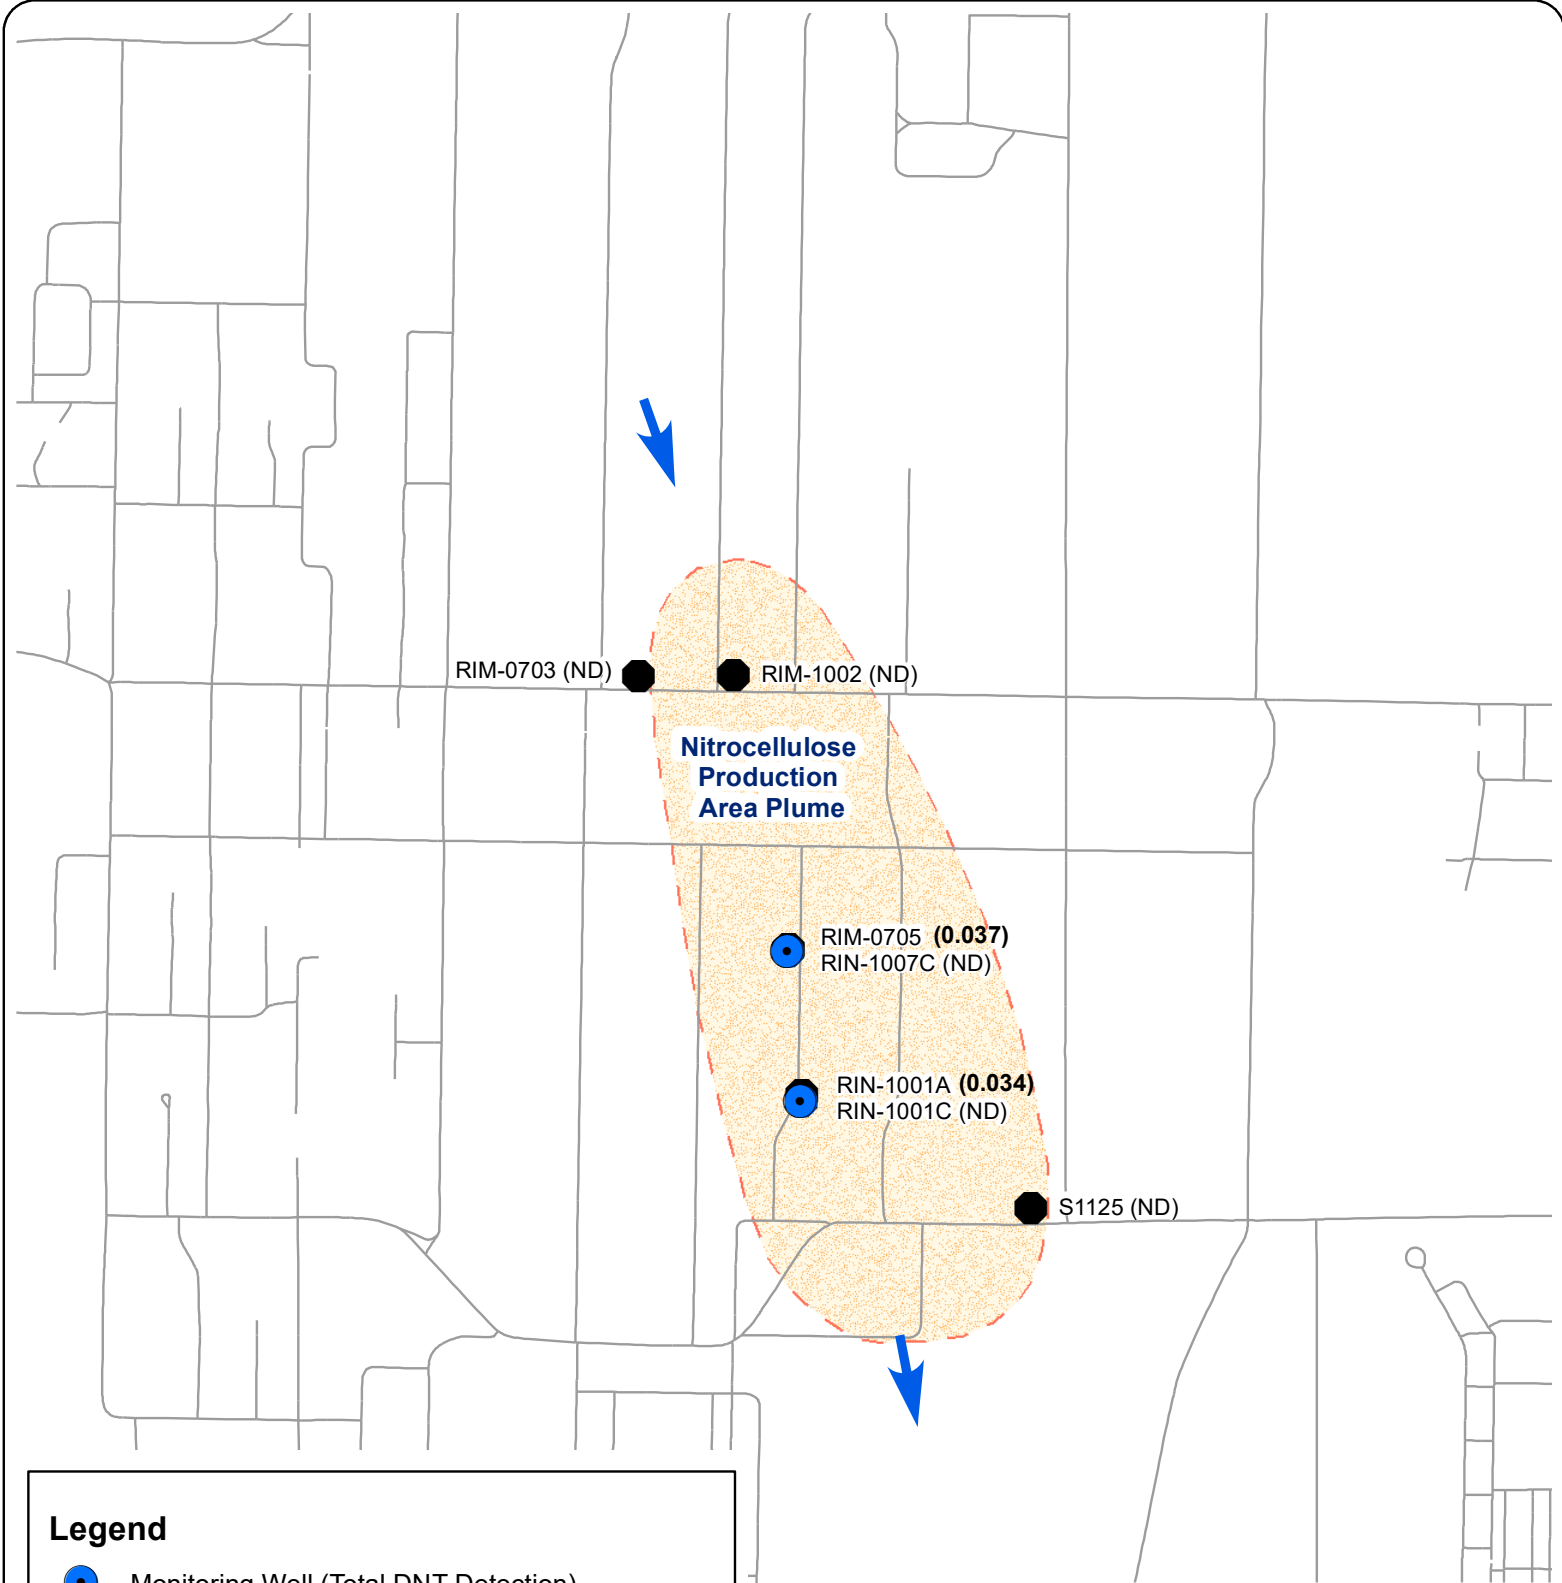 RIM-0703 (ND)
RIM-1002 (ND)
Nitrocellulose
Production
Area Plume
RIM-0705 (0.037)
RIN-1007C (ND)
RIN-1001A (0.034)
RIN-1001C (ND)
S1125 (ND)
Legend
Monitoring Well (Total DNT Detection)